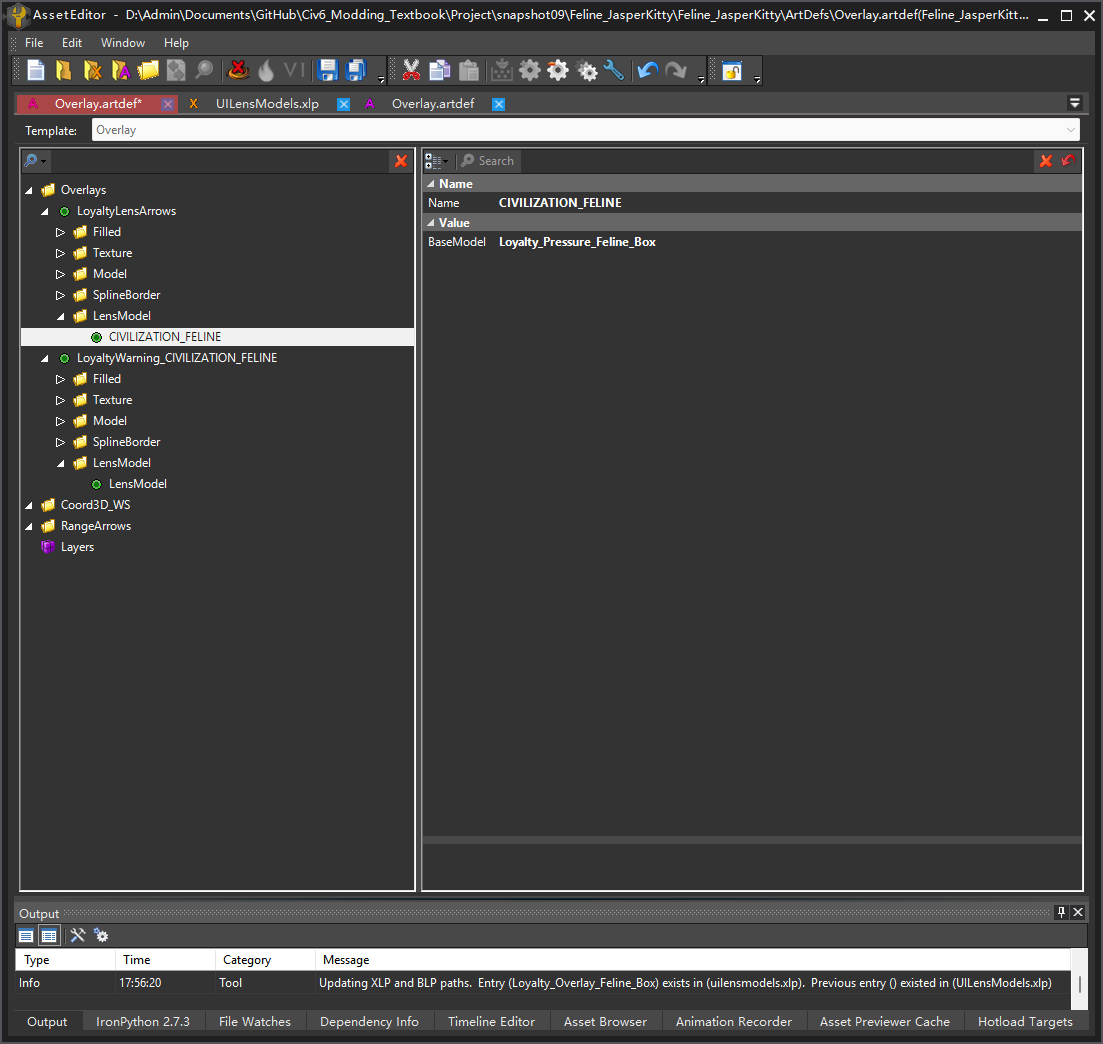 AssetEditor - D:\Admin\Documents\GitHub\Civ6_Modding_Textbook\Project\snapshot09\Feline_JasperKitty\Feline_JasperKitty\ArtDefs\Overlay.artdef(Feline_JasperKitt...
File Edit Window Help
VI
Overlay.artdef* UILensModels.xlp Overlay.artdef
Template: Overlay
Search
Overlays
LoyaltyLensArrows
Filled
Texture
Model
SplineBorder
LensModel
CIVILIZATION_FELINE
LoyaltyWarning_CIVILIZATION_FELINE
Filled
Texture
Model
SplineBorder
LensModel
LensModel
Coord3D_WS
RangeArrows
Layers
Name
Name CIVILIZATION_FELINE
Value
BaseModel Loyalty_Pressure_Feline_Box
Output
Type Time Category Message
Info 17:56:20 Tool Updating XLP and BLP paths. Entry (Loyalty_Overlay_Feline_Box) exists in (uilensmodels.xlp). Previous entry () existed in (UILensModels.xlp)
Output IronPython 2.7.3 File Watches Dependency Info Timeline Editor Asset Browser Animation Recorder Asset Previewer Cache Hotload Targets